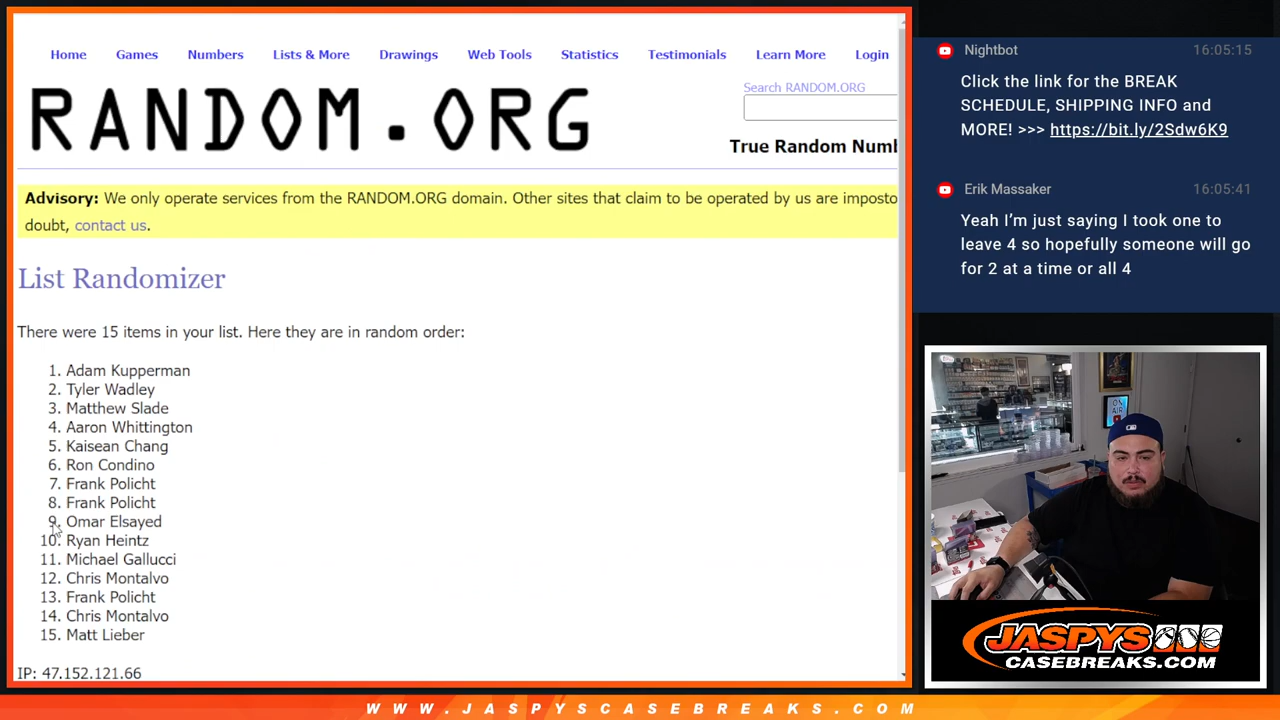 Home Games Numbers Lists & More Drawings Web Tools Statistics Testimonials Learn More Login
RANDOM.ORG
Search RANDOM.ORG
True Random Numb
Advisory: We only operate services from the RANDOM.ORG domain. Other sites that claim to be operated by us are imposto
doubt, contact us.
List Randomizer
There were 15 items in your list. Here they are in random order:
1. Adam Kupperman
2. Tyler Wadley
3. Matthew Slade
4. Aaron Whittington
5. Kaisean Chang
6. Ron Condino
7. Frank Policht
8. Frank Policht
9. Omar Elsayed
10. Ryan Heintz
11. Michael Gallucci
12. Chris Montalvo
13. Frank Policht
14. Chris Montalvo
15. Matt Lieber
IP: 47.152.121.66
Nightbot 16:05:15
Click the link for the BREAK
SCHEDULE, SHIPPING INFO and
MORE! >>> https://bit.ly/2Sdw6K9
Erik Massaker 16:05:41
Yeah I'm just saying I took one to
leave 4 so hopefully someone will go
for 2 at a time or all 4
ON
AIR
JASPYS
CASEBREAKS.COM
WWW.JASPYSCASEBREAKS.COM